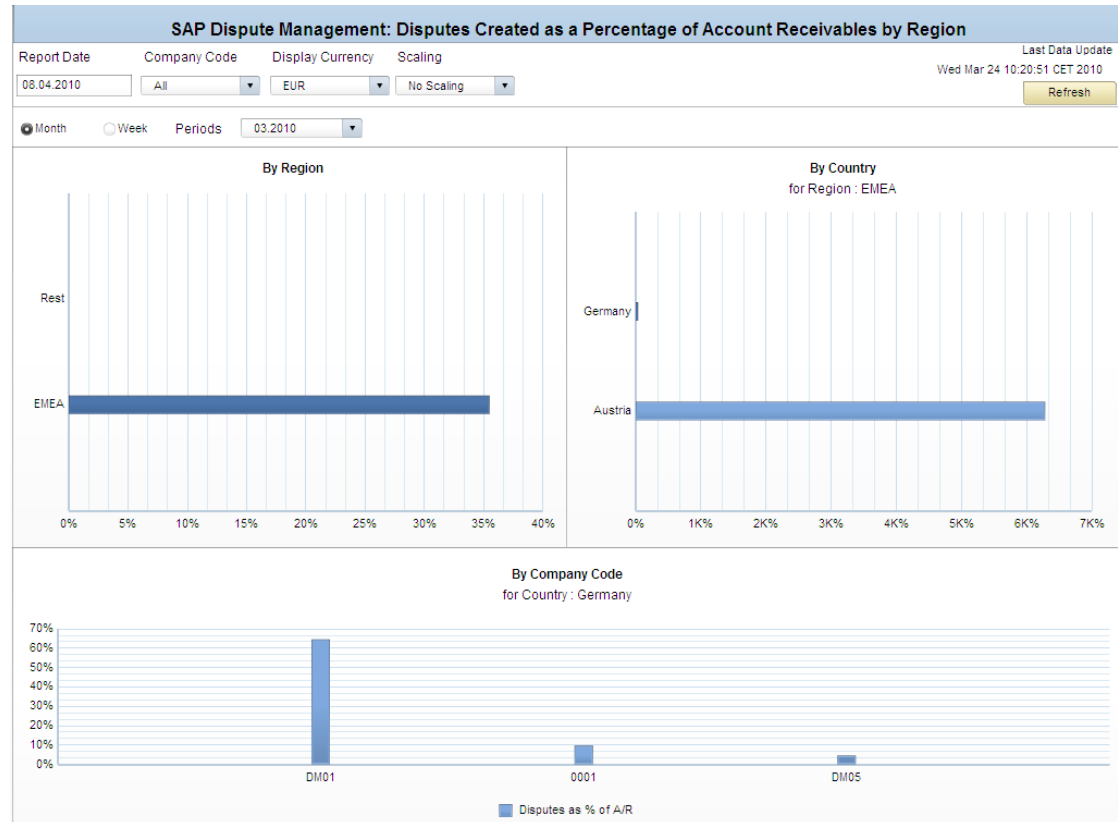 SAP Dispute Management: Disputes Created as a Percentage of Account Receivables by Region
Report Date Company Code Display Currency Scaling Last Data Update
Wed Mar 24 10:20:51 CET 2010
08.04.2010 All EUR No Scaling Refresh
Month Week Periods 03.2010
By Region
Rest
EMEA
0% 5% 10% 15% 20% 25% 30% 35% 40%
By Country
for Region : EMEA
Germany
Austria
0% 1K% 2K% 3K% 4K% 5K% 6K% 7K%
By Company Code
for Country : Germany
70%
60%
50%
40%
30%
20%
10%
0%
DM01 0001 DM05
Disputes as % of A/R